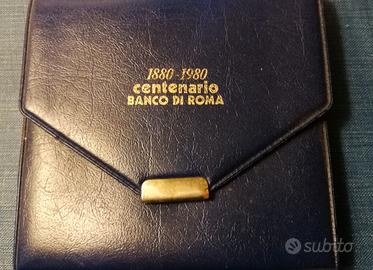 1880-1980
centenario
BANCO DI ROMA
subito